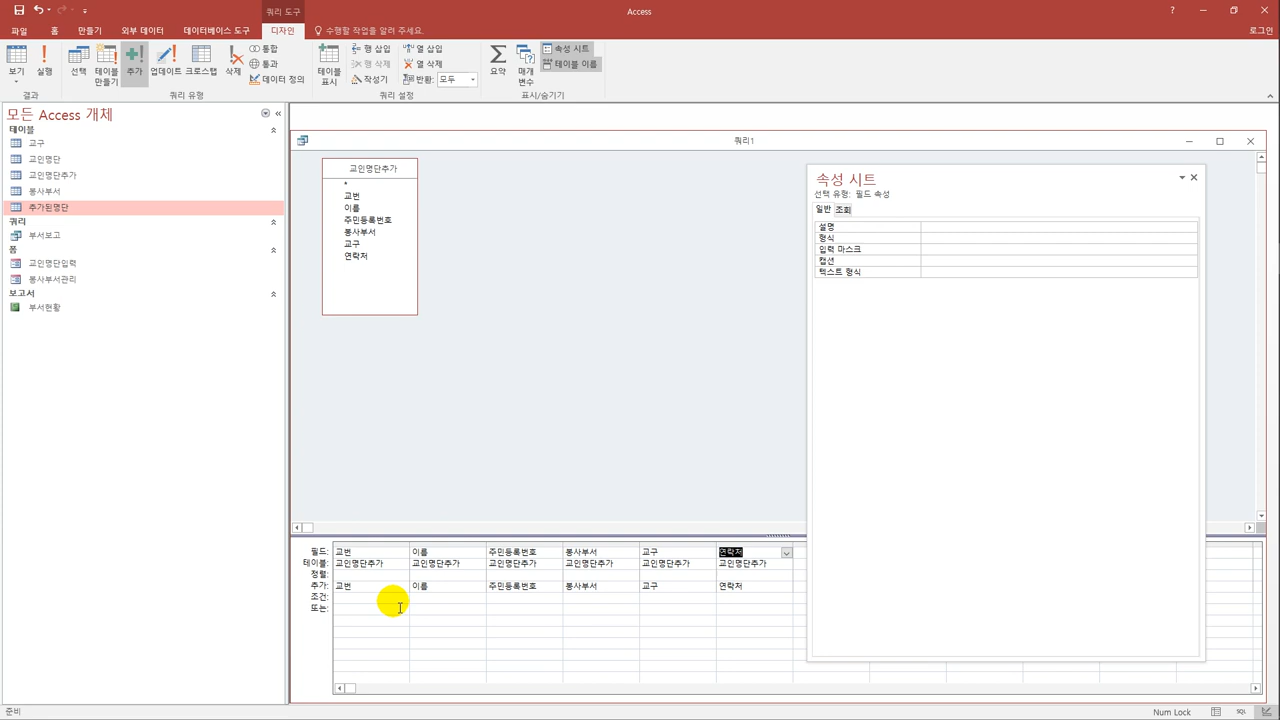 쿼리 도구
Access
파일 홈 만들기 외부 데이터 데이터베이스 도구 디자인 수행할 작업을 알려 주세요. 로그인
보기 실행 선택 테이블 만들기 추가 업데이트 크로스탭 삭제 통합 통과 데이터 정의
테이블 표시 행 삽입 행 삭제 작성기 열 삽입 열 삭제 반환: 모두
요약 매개 변수 속성 시트 테이블 이름
결과 쿼리 유형 쿼리 설정 표시/숨기기
모든 Access 개체
테이블
교구
교인명단
교인명단추가
봉사부서
추가된명단
쿼리
부서보고
폼
교인명단입력
봉사부서관리
보고서
부서현황
쿼리1
교인명단추가
*
교번
이름
주민등록번호
봉사부서
교구
연락처
속성 시트
선택 유형: 필드 속성
일반 조회
설명
형식
입력 마스크
캡션
텍스트 형식
필드: 교번 이름 주민등록번호 봉사부서 교구 연락처
테이블: 교인명단추가 교인명단추가 교인명단추가 교인명단추가 교인명단추가 교인명단추가
정렬:
추가: 교번 이름 주민등록번호 봉사부서 교구 연락처
조건:
또는:
준비 Num Lock SQL